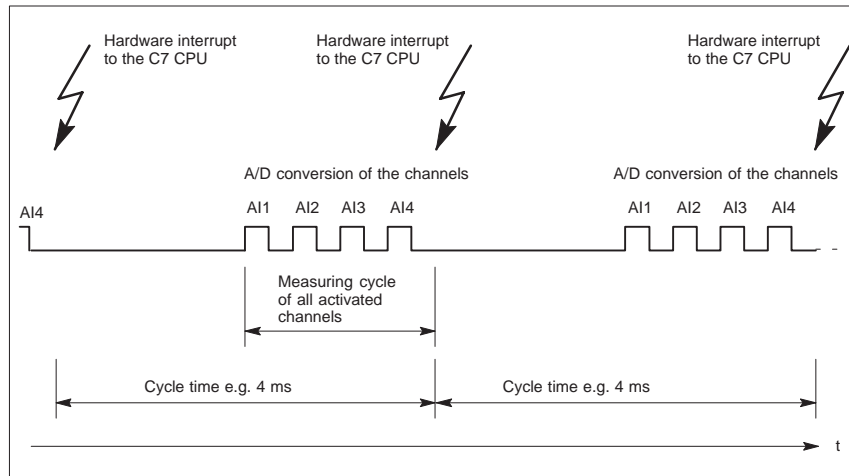 Hardware interrupt
to the C7 CPU
Hardware interrupt
to the C7 CPU
Hardware interrupt
to the C7 CPU
A/D conversion of the channels
A/D conversion of the channels
AI4
AI1
AI2
AI3
AI4
AI1
AI2
AI3
AI4
Measuring cycle
of all activated
channels
Cycle time e.g. 4 ms
Cycle time e.g. 4 ms
t